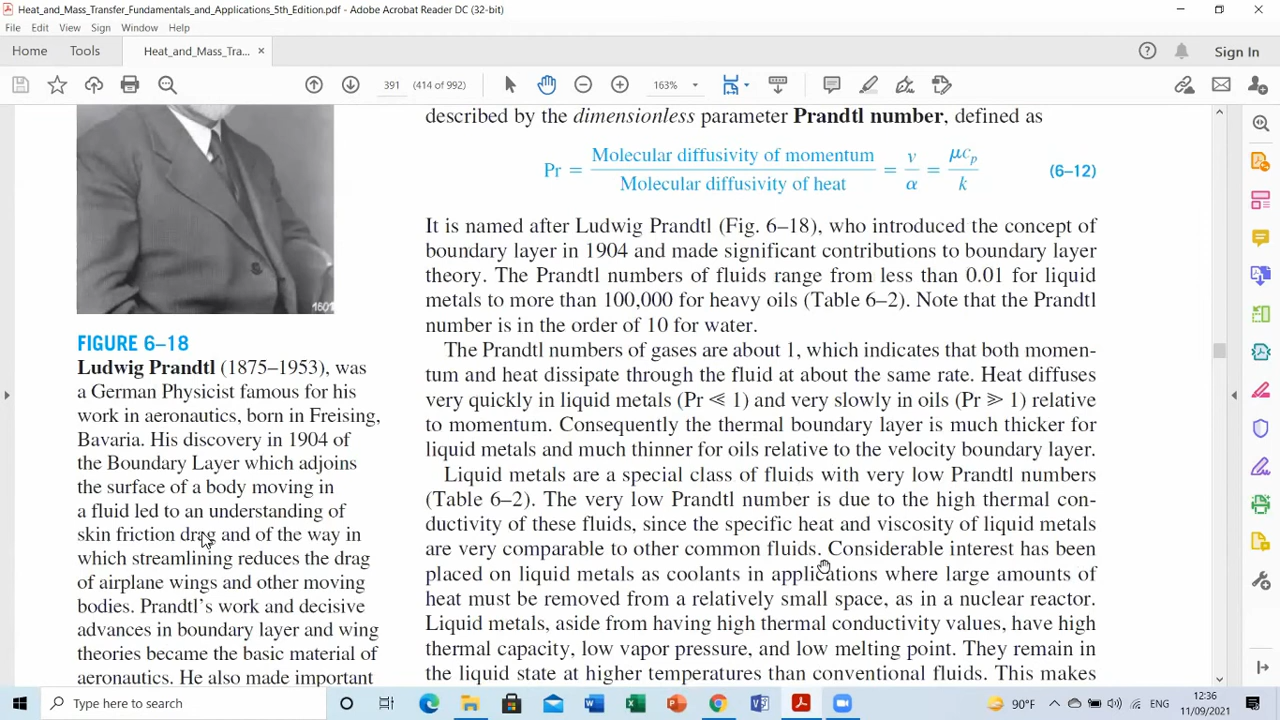 Heat_and_Mass_Transfer_Fundamentals_and_Applications_5th_Edition.pdf - Adobe Acrobat Reader DC (32-bit)
File Edit View Sign Window Help
Home Tools Heat_and_Mass_Tra... × Sign In
391 (414 of 992) 163%
described by the dimensionless parameter Prandtl number, defined as
Pr = Molecular diffusivity of momentum / Molecular diffusivity of heat = ν / α = μcp / k (6–12)
It is named after Ludwig Prandtl (Fig. 6–18), who introduced the concept of
boundary layer in 1904 and made significant contributions to boundary layer
theory. The Prandtl numbers of fluids range from less than 0.01 for liquid
metals to more than 100,000 for heavy oils (Table 6–2). Note that the Prandtl
number is in the order of 10 for water.
The Prandtl numbers of gases are about 1, which indicates that both momen-
tum and heat dissipate through the fluid at about the same rate. Heat diffuses
very quickly in liquid metals (Pr ≪ 1) and very slowly in oils (Pr ≫ 1) relative
to momentum. Consequently the thermal boundary layer is much thicker for
liquid metals and much thinner for oils relative to the velocity boundary layer.
Liquid metals are a special class of fluids with very low Prandtl numbers
(Table 6–2). The very low Prandtl number is due to the high thermal con-
ductivity of these fluids, since the specific heat and viscosity of liquid metals
are very comparable to other common fluids. Considerable interest has been
placed on liquid metals as coolants in applications where large amounts of
heat must be removed from a relatively small space, as in a nuclear reactor.
Liquid metals, aside from having high thermal conductivity values, have high
thermal capacity, low vapor pressure, and low melting point. They remain in
the liquid state at higher temperatures than conventional fluids. This makes
1501
FIGURE 6–18
Ludwig Prandtl (1875–1953), was
a German Physicist famous for his
work in aeronautics, born in Freising,
Bavaria. His discovery in 1904 of
the Boundary Layer which adjoins
the surface of a body moving in
a fluid led to an understanding of
skin friction drag and of the way in
which streamlining reduces the drag
of airplane wings and other moving
bodies. Prandtl's work and decisive
advances in boundary layer and wing
theories became the basic material of
aeronautics. He also made important
Type here to search
90°F ENG 12:36
11/09/2021